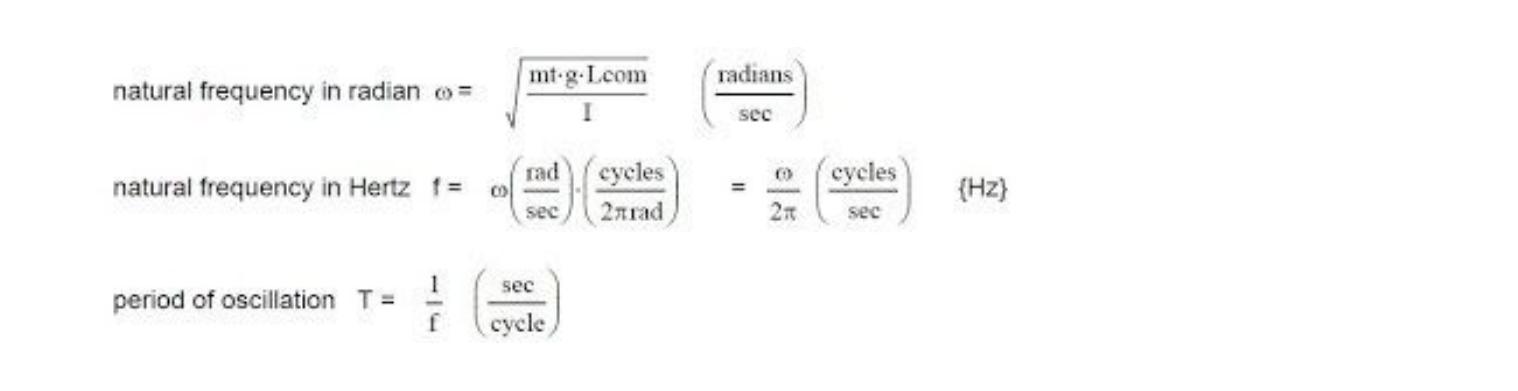 natural frequency in radian ω = √(mt·g·Lcom / I) (radians / sec)
natural frequency in Hertz f = ω(rad / sec)·(cycles / 2πrad) = ω / 2π (cycles / sec) {Hz}
period of oscillation T = 1 / f (sec / cycle)